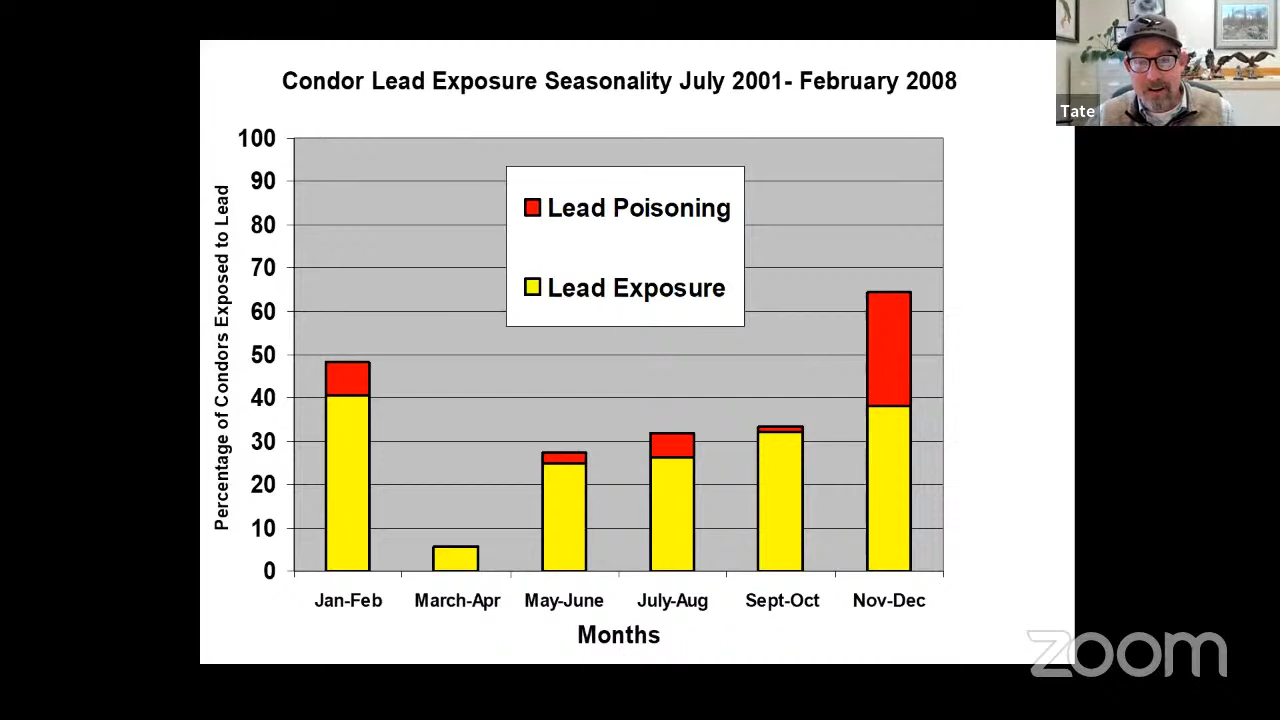 Condor Lead Exposure Seasonality July 2001- February 2008
Tate
Percentage of Condors Exposed to Lead
100
90
80
70
60
50
40
30
20
10
0
Lead Poisoning
Lead Exposure
Jan-Feb March-Apr May-June July-Aug Sept-Oct Nov-Dec
Months
zoom